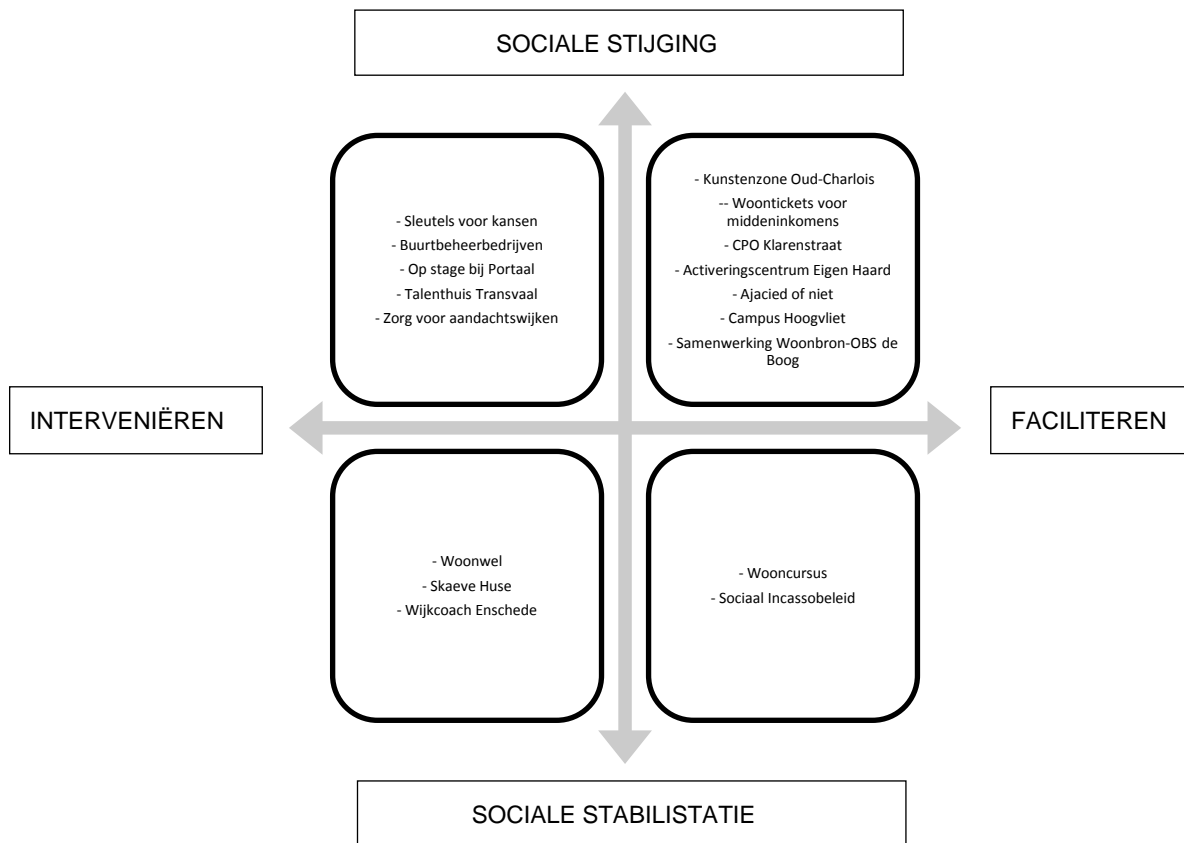 SOCIALE STIJGING
- Sleutels voor kansen
- Buurtbeheerbedrijven
- Op stage bij Portaal
- Talenthuis Transvaal
- Zorg voor aandachtswijken
- Kunstenzone Oud-Charlois
-- Woontickets voor
middeninkomens
- CPO Klarenstraat
- Activeringscentrum Eigen Haard
- Ajacied of niet
- Campus Hoogvliet
- Samenwerking Woonbron-OBS de
Boog
INTERVENIËREN
FACILITEREN
- Woonwel
- Skaeve Huse
- Wijkcoach Enschede
- Wooncursus
- Sociaal Incassobeleid
SOCIALE STABILISTATIE